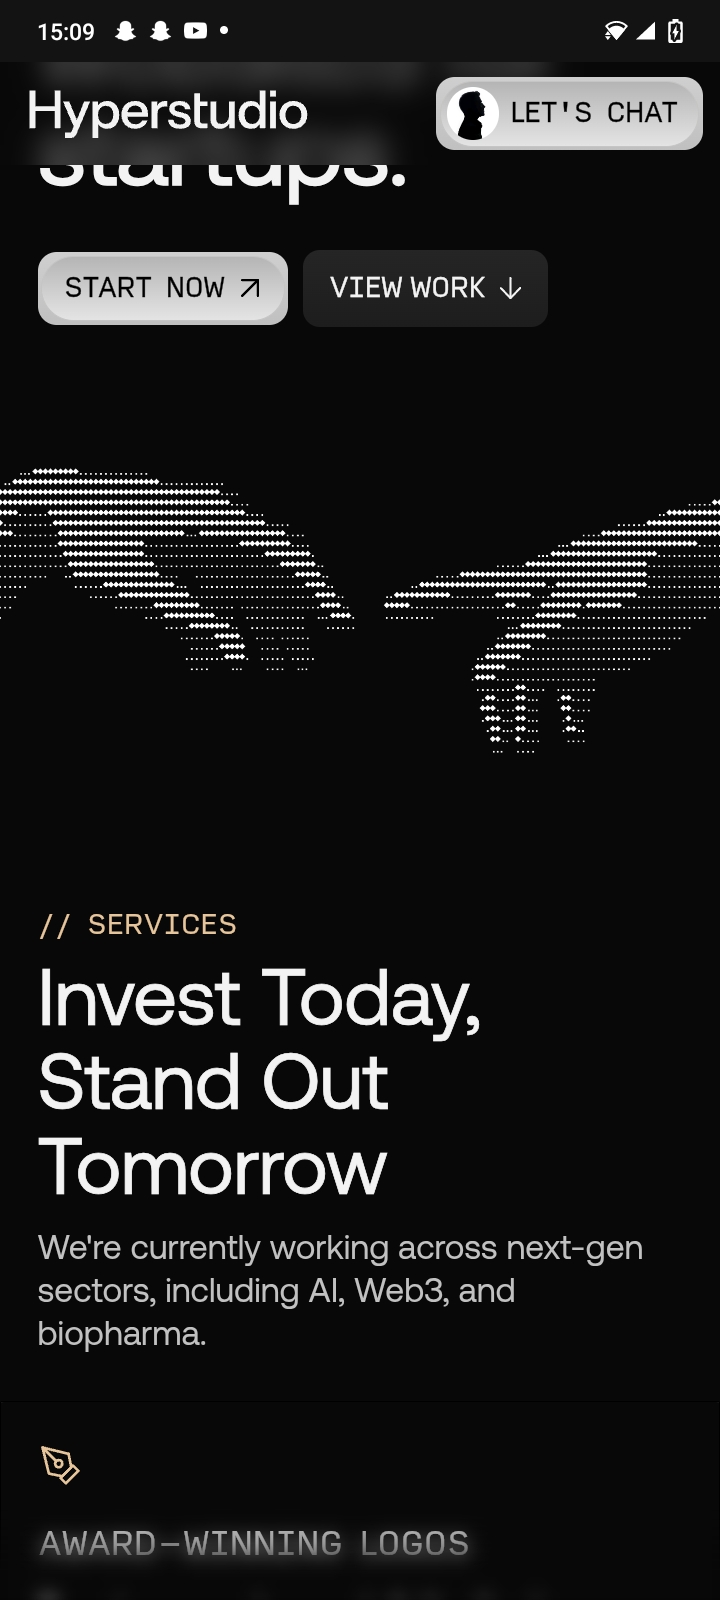 15:09
Hyperstudio
LET'S CHAT
startups.
START NOW
VIEW WORK
// SERVICES
Invest Today,
Stand Out
Tomorrow
We're currently working across next-gen
sectors, including AI, Web3, and
biopharma.
AWARD-WINNING LOGOS